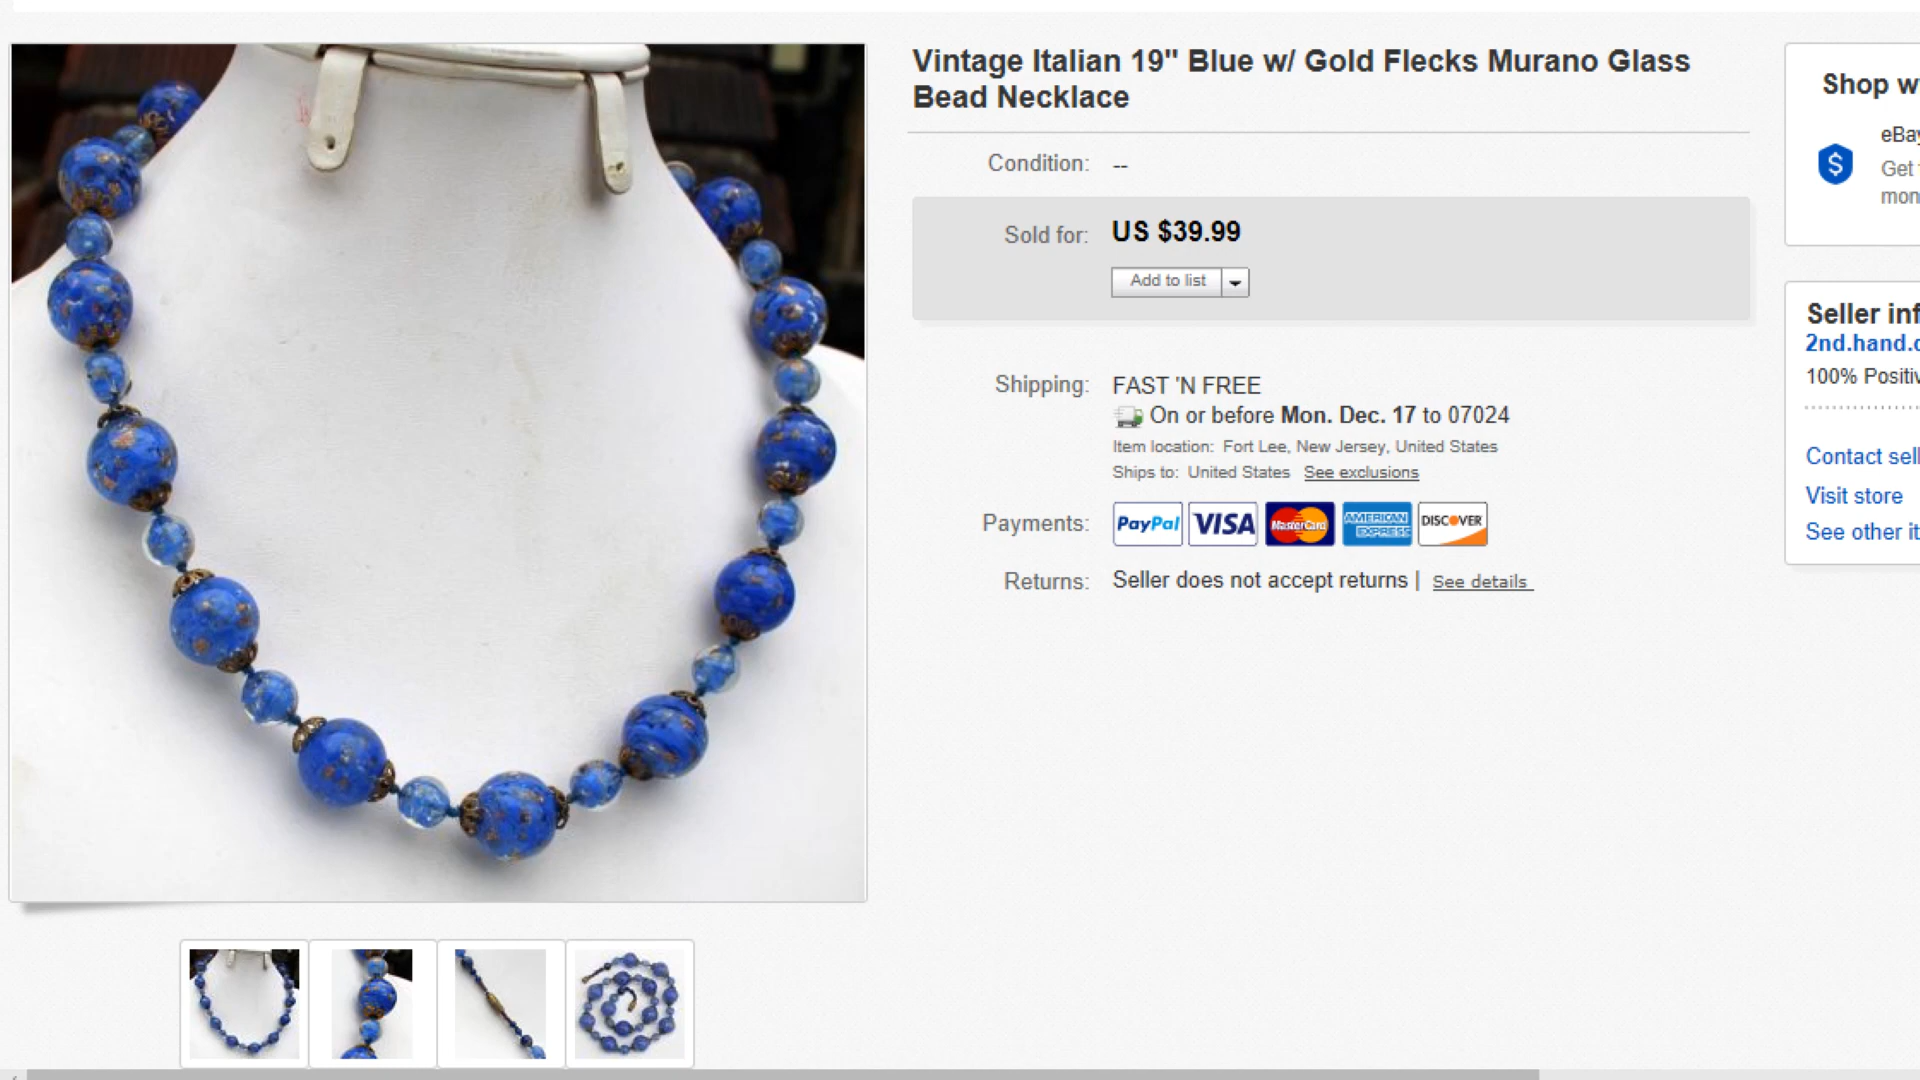 Vintage Italian 19" Blue w/ Gold Flecks Murano Glass
Bead Necklace
Condition: --
Sold for: US $39.99
Add to list
Shipping: FAST 'N FREE
On or before Mon. Dec. 17 to 07024
Item location: Fort Lee, New Jersey, United States
Ships to: United States See exclusions
Payments: PayPal VISA MasterCard AMERICAN EXPRESS DISCOVER
Returns: Seller does not accept returns | See details
Shop w
$ eBay
Get
mon
Seller inf
2nd.hand.
100% Positiv
Contact sell
Visit store
See other it